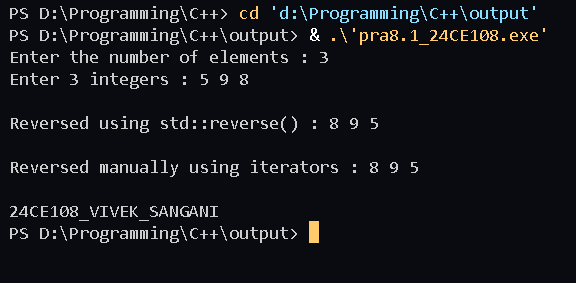 PS D:\Programming\C++> cd 'd:\Programming\C++\output'
PS D:\Programming\C++\output> & .\'pra8.1_24CE108.exe'
Enter the number of elements : 3
Enter 3 integers : 5 9 8
Reversed using std::reverse() : 8 9 5
Reversed manually using iterators : 8 9 5
24CE108_VIVEK_SANGANI
PS D:\Programming\C++\output>